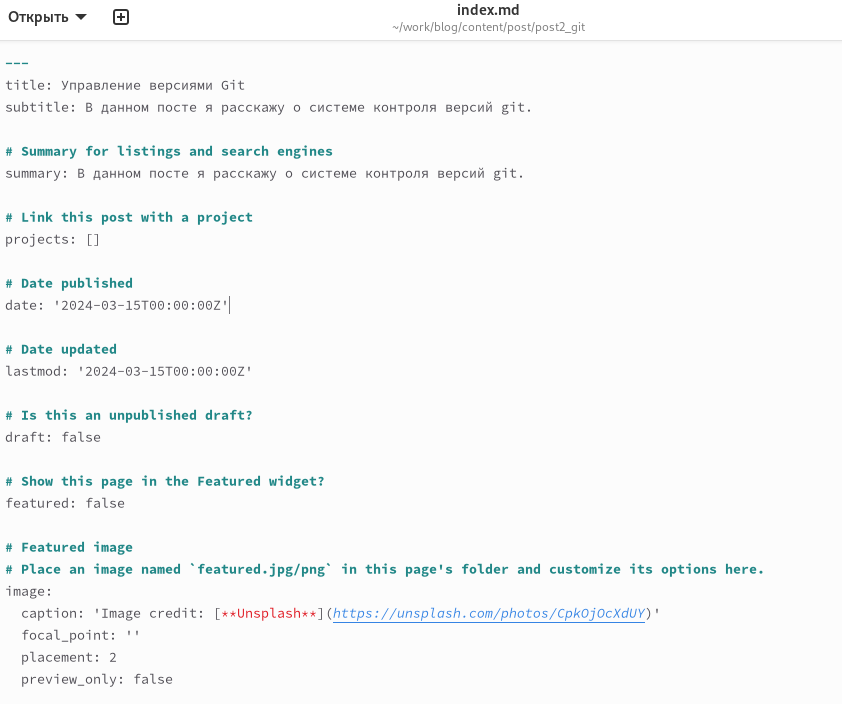 Открыть
index.md
~/work/blog/content/post/post2_git
---
title: Управление версиями Git
subtitle: В данном посте я расскажу о системе контроля версий git.
# Summary for listings and search engines
summary: В данном посте я расскажу о системе контроля версий git.
# Link this post with a project
projects: []
# Date published
date: '2024-03-15T00:00:00Z'
# Date updated
lastmod: '2024-03-15T00:00:00Z'
# Is this an unpublished draft?
draft: false
# Show this page in the Featured widget?
featured: false
# Featured image
# Place an image named `featured.jpg/png` in this page's folder and customize its options here.
image:
  caption: 'Image credit: [**Unsplash**](https://unsplash.com/photos/CpkOjOcXdUY)'
  focal_point: ''
  placement: 2
  preview_only: false